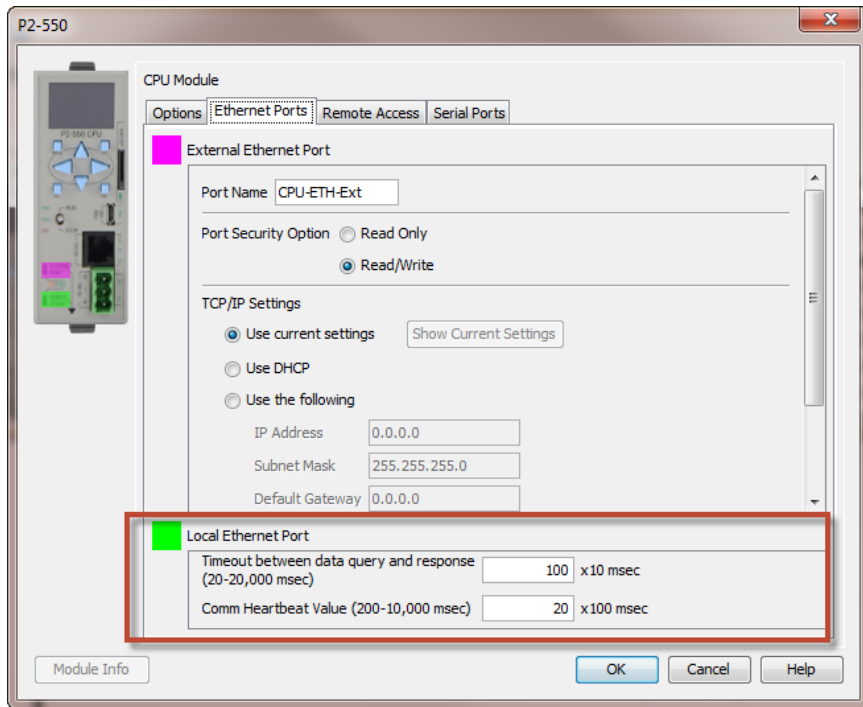 P2-550
CPU Module
Options Ethernet Ports Remote Access Serial Ports
P2-550 CPU
External Ethernet Port
Port Name CPU-ETH-Ext
Port Security Option Read Only
Read/Write
TCP/IP Settings
Use current settings Show Current Settings
Use DHCP
Use the following
IP Address 0.0.0.0
Subnet Mask 255.255.255.0
Default Gateway 0.0.0.0
Local Ethernet Port
Timeout between data query and response
(20-20,000 msec) 100 x10 msec
Comm Heartbeat Value (200-10,000 msec) 20 x100 msec
Module Info OK Cancel Help